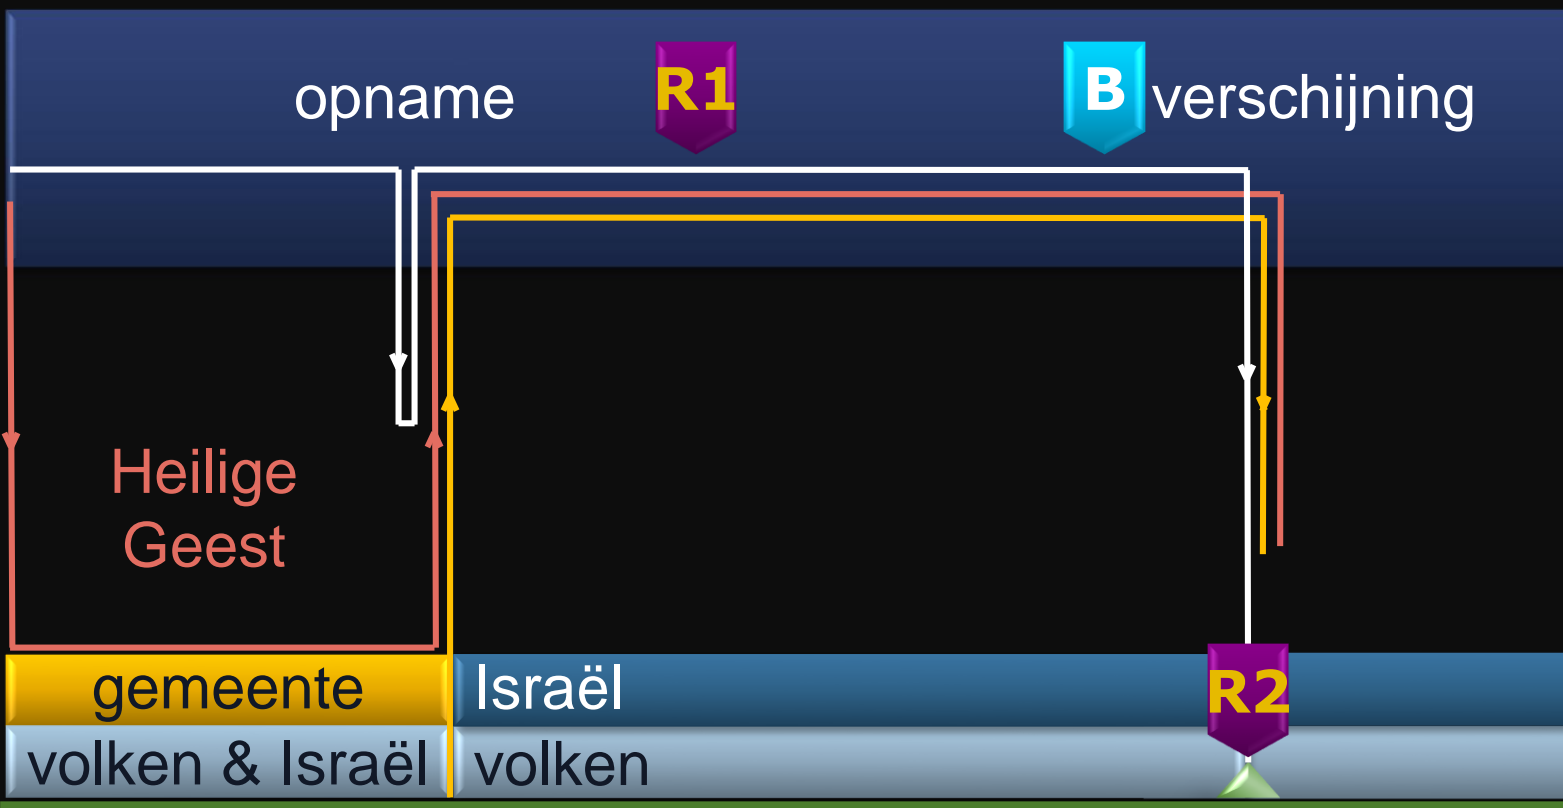 opname
R1
B
verschijning
Heilige
Geest
gemeente
Israël
R2
volken & Israël
volken